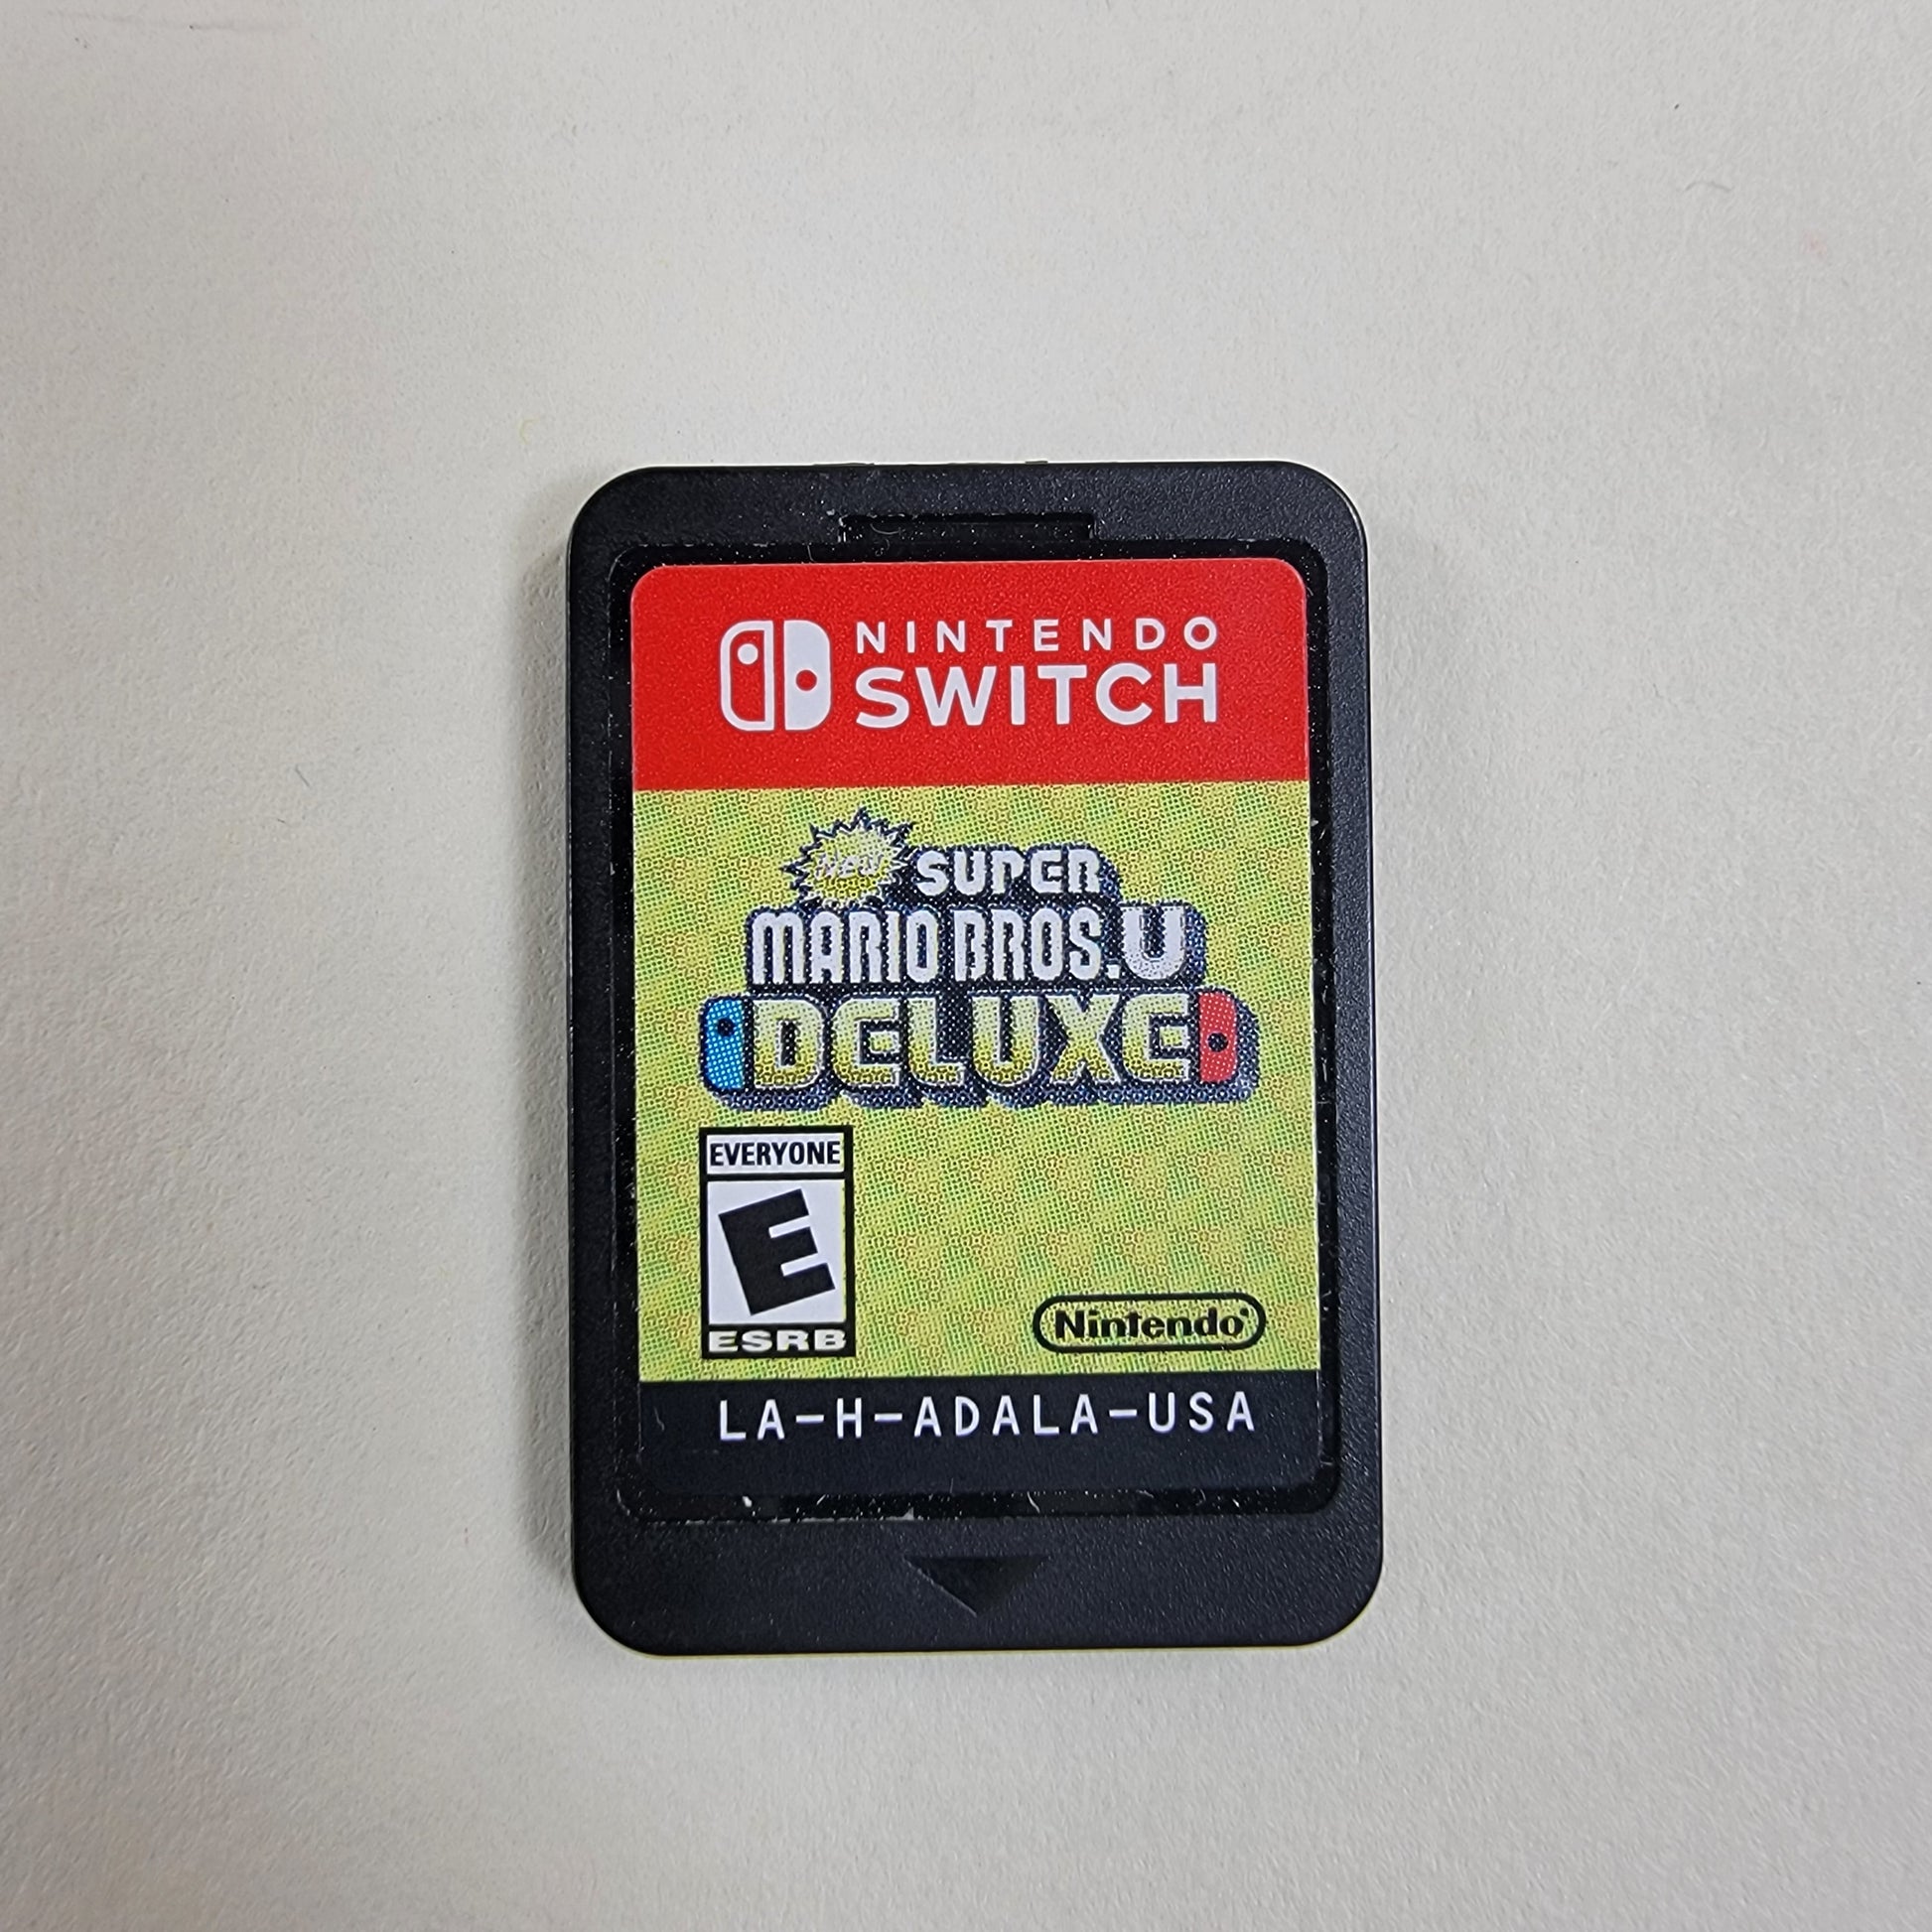 NINTENDO
SWITCH
New SUPER
MARIO BROS. U
DELUXE
EVERYONE
E
ESRB
Nintendo
LA-H-ADALA-USA